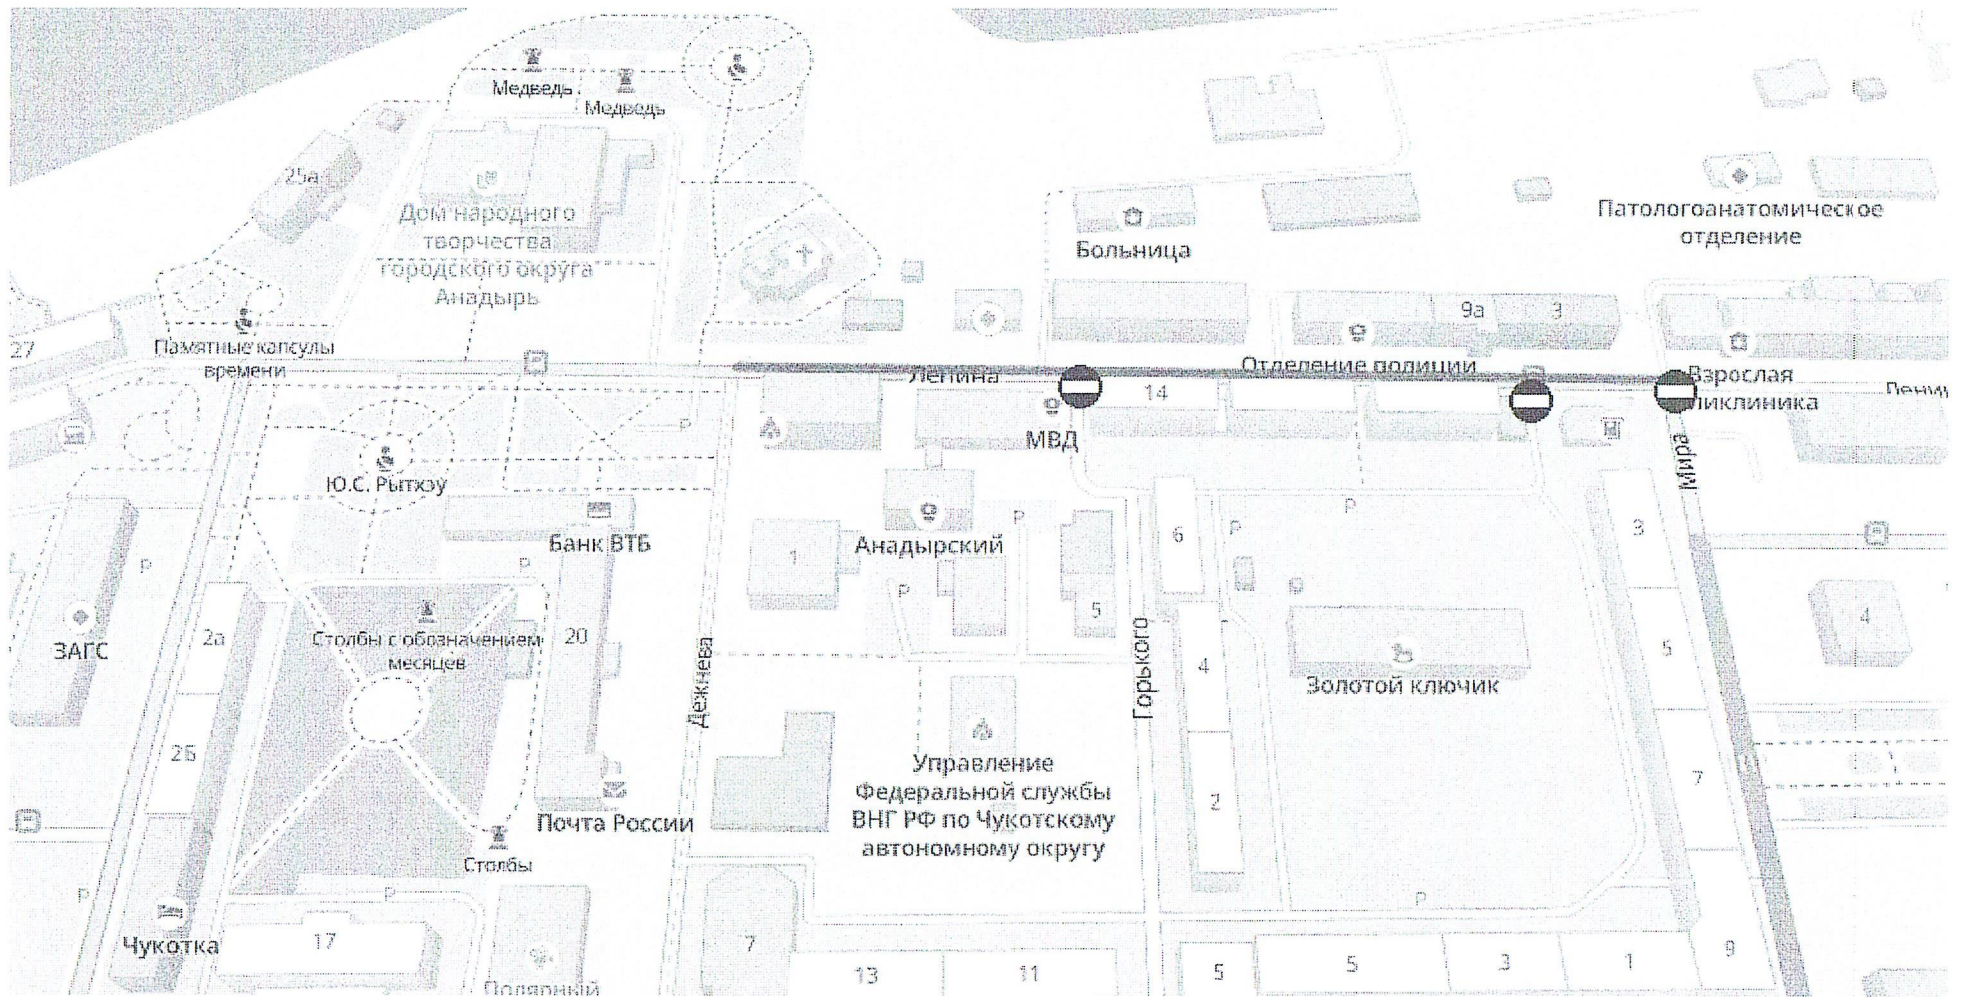 Медведь
Медведь
25а
Дом народного
творчества
городского округа
Анадырь
Больница
Патологоанатомическое
отделение
9а
3
27
Памятные капсулы
времени
Ленина
Отделение полиции
14
Взрослая
МВД
P
Мира
Ю.С. Рытхэу
Банк ВТБ
P
P
1
Анадырский
P
P
6
P
P
3
P
5
4
2а
Столбы с обозначением
месяцев
20
ЗАГС
Дежнева
Горького
4
Золотой ключик
5
2Б
Управление
Федеральной службы
ВНГ РФ по Чукотскому
автономному округу
2
7
1
Почта России
Столбы
P
P
P
Чукотка
17
7
13
11
5
5
3
1
9
Полярный